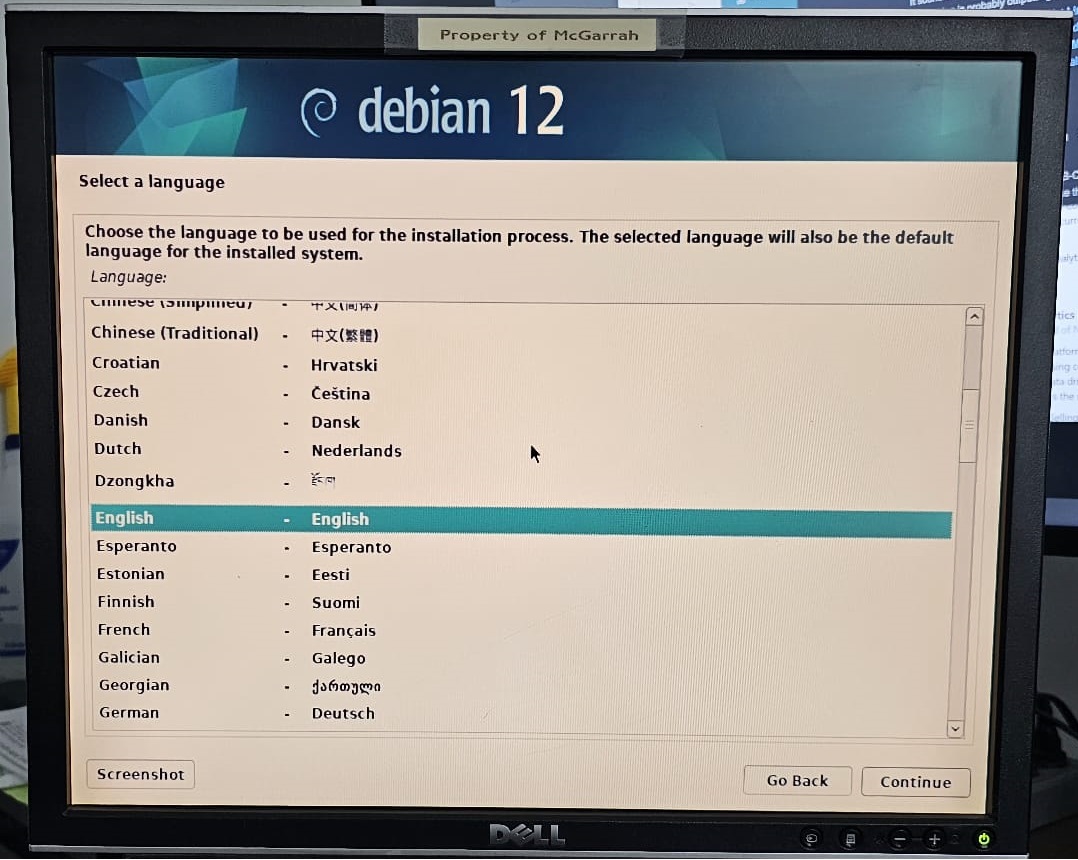 Property of McGarrah
debian 12
Select a language
Choose the language to be used for the installation process. The selected language will also be the default
language for the installed system.
Language:
Chinese (Simplified) - 中文(简体)
Chinese (Traditional) - 中文(繁體)
Croatian - Hrvatski
Czech - Čeština
Danish - Dansk
Dutch - Nederlands
Dzongkha - རྫོང་ཁ།
English - English
Esperanto - Esperanto
Estonian - Eesti
Finnish - Suomi
French - Français
Galician - Galego
Georgian - ქართული
German - Deutsch
Screenshot
Go Back
Continue
DELL